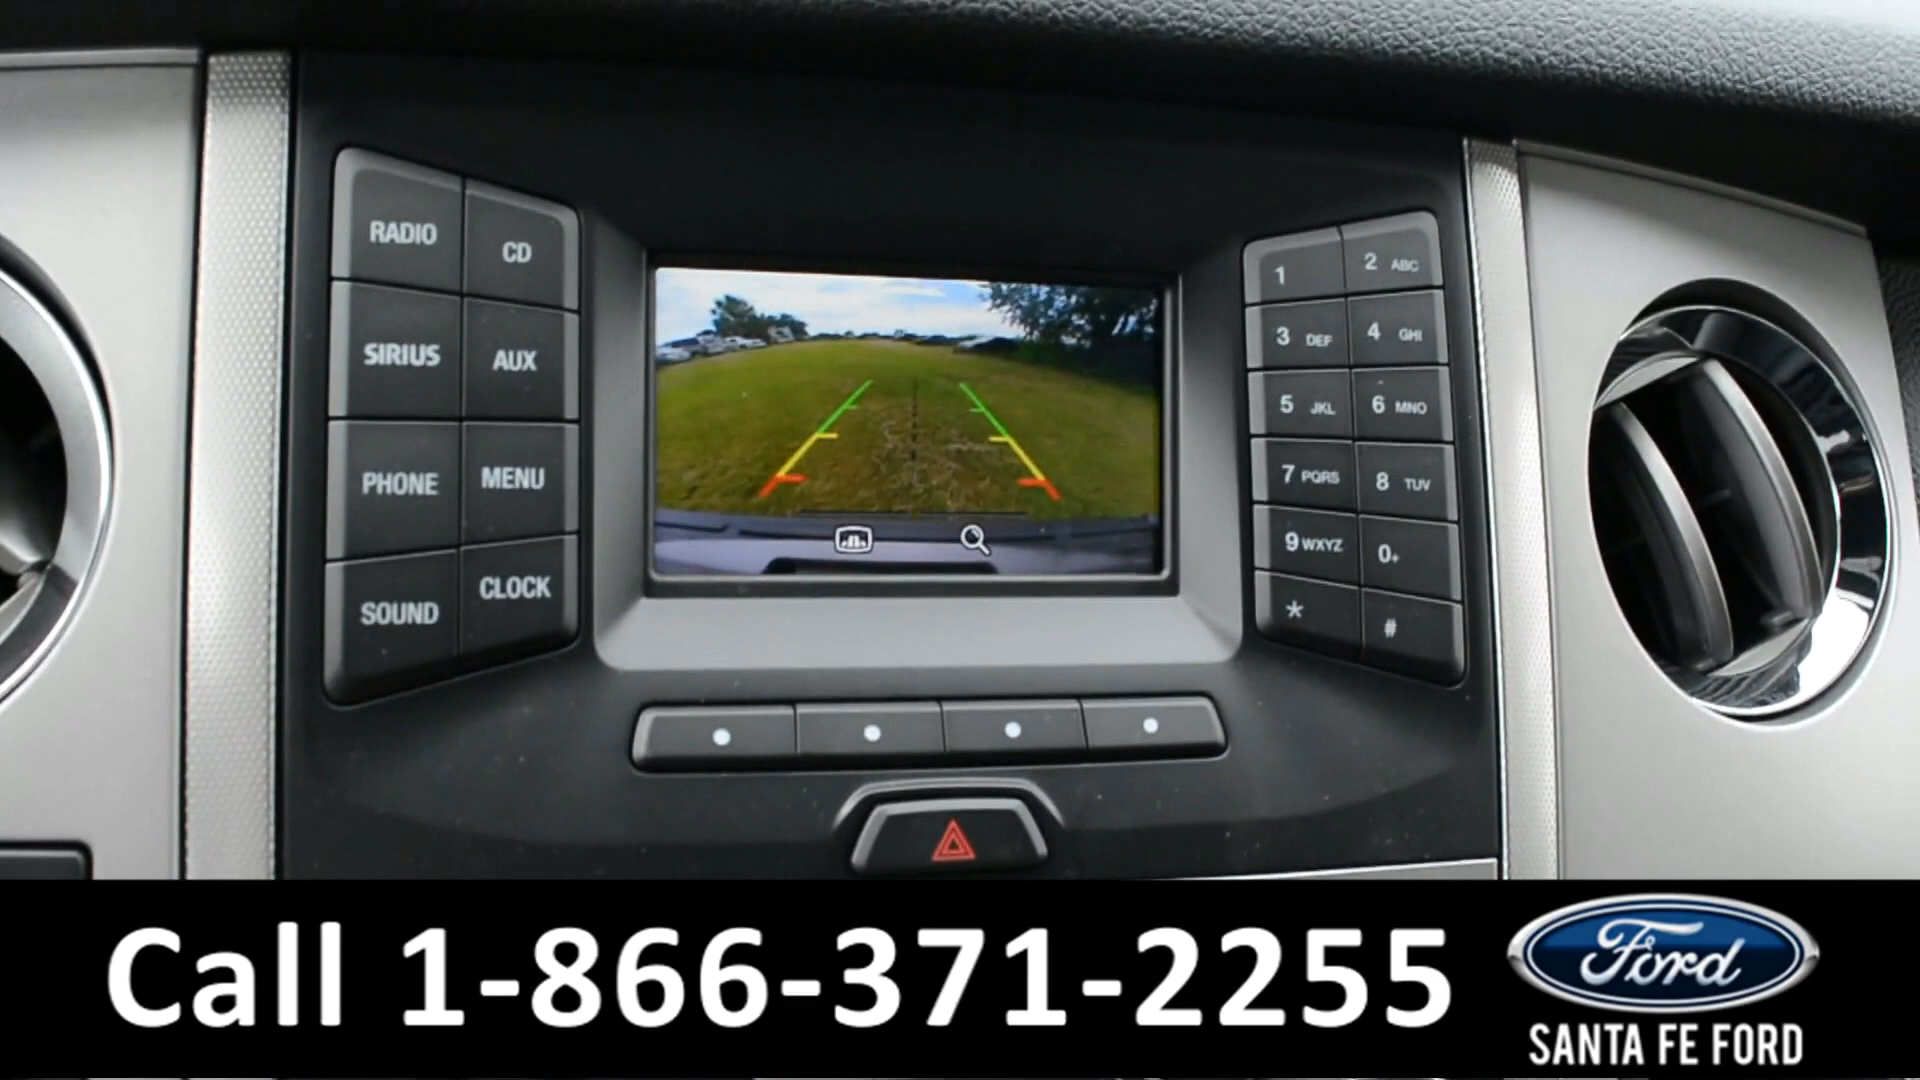 RADIO CD
SIRIUS AUX
PHONE MENU
SOUND CLOCK
1 2 ABC
3 DEF 4 GHI
5 JKL 6 MNO
7 PQRS 8 TUV
9 WXYZ 0+
* #
Call 1-866-371-2255
Ford
SANTA FE FORD